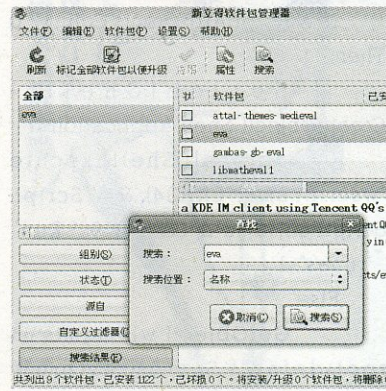 新立得软件包管理器
文件(F) 编辑(E) 软件包(P) 设置(S) 帮助(H)
刷新 标记全部软件包以便升级 应用 属性 搜索
全部
eva
软件包 已安
attal-themes-medieval
eva
gambas-gb-eval
libmatheval1
a KDE IM client using Tencent QQ's
查找
搜索： eva
搜索位置： 名称
取消(C) 搜索(S)
组别(S)
状态(T)
源自
自定义过滤器(C)
搜索结果(R)
共列出9个软件包，已安装1122个，已环损0个。将安装/升级0个软件包，将删除